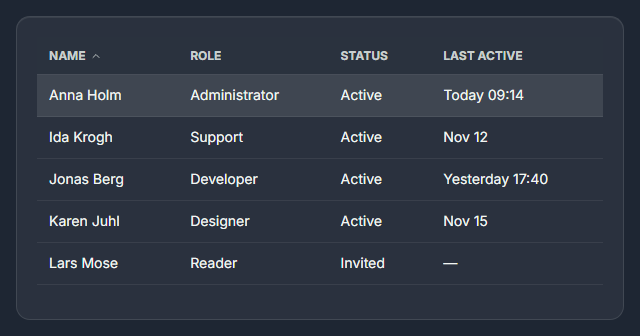 NAME ROLE STATUS LAST ACTIVE
Anna Holm Administrator Active Today 09:14
Ida Krogh Support Active Nov 12
Jonas Berg Developer Active Yesterday 17:40
Karen Juhl Designer Active Nov 15
Lars Mose Reader Invited —